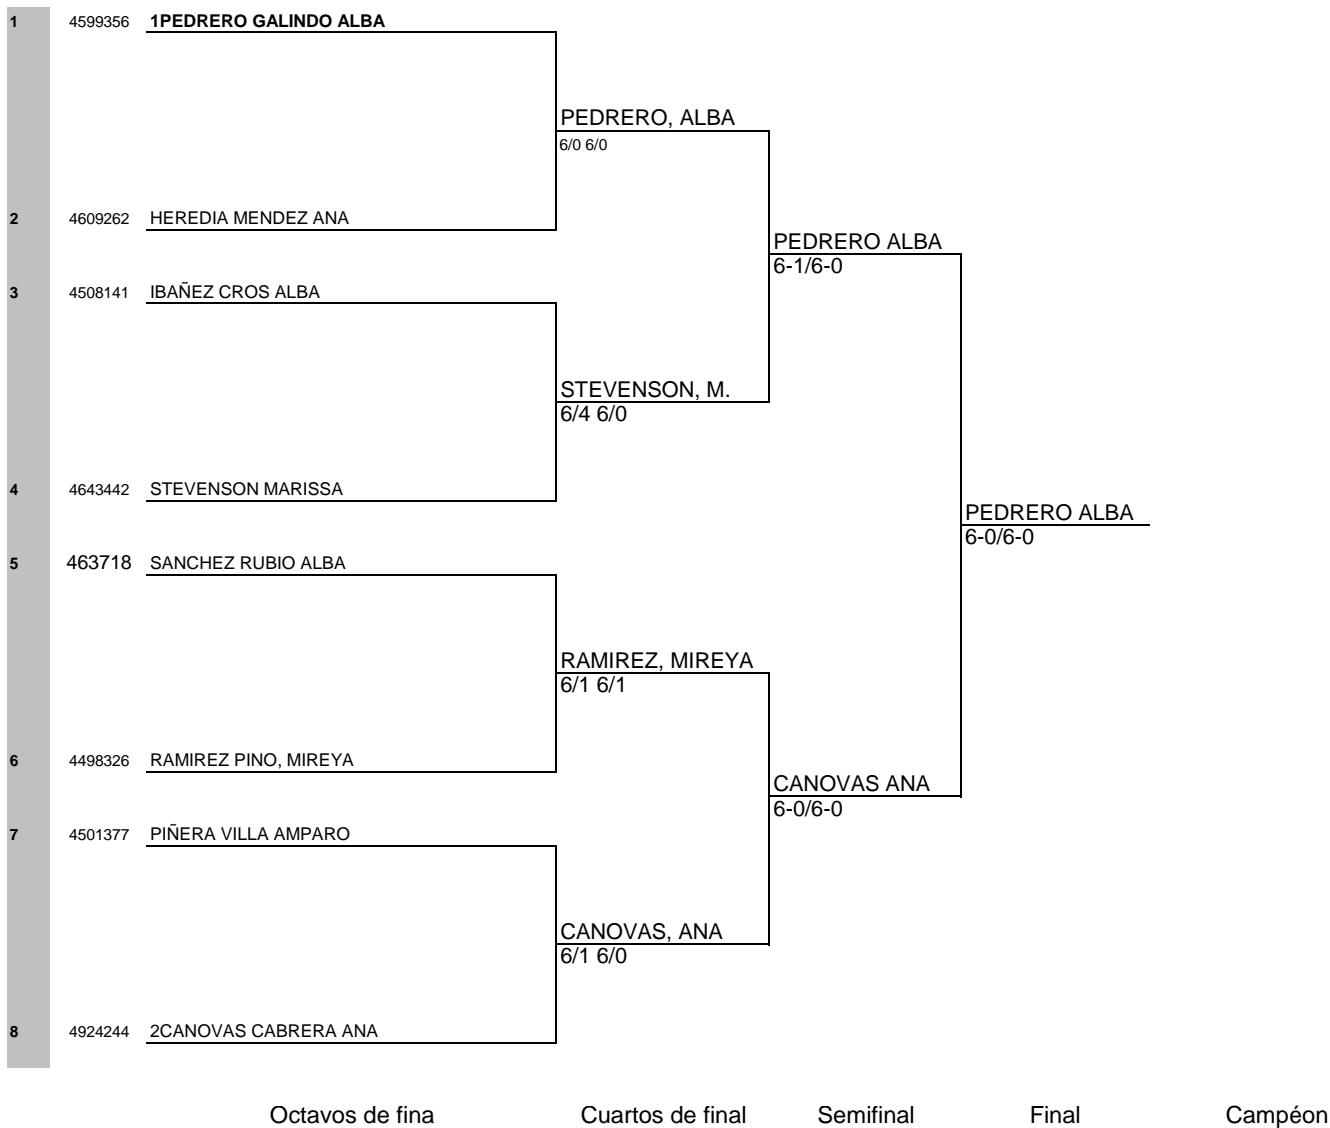 1 4599356 1PEDRERO GALINDO ALBA
PEDRERO, ALBA
6/0 6/0
2 4609262 HEREDIA MENDEZ ANA
PEDRERO ALBA
6-1/6-0
3 4508141 IBAÑEZ CROS ALBA
STEVENSON, M.
6/4 6/0
4 4643442 STEVENSON MARISSA
PEDRERO ALBA
6-0/6-0
5 463718 SANCHEZ RUBIO ALBA
RAMIREZ, MIREYA
6/1 6/1
6 4498326 RAMIREZ PINO, MIREYA
CANOVAS ANA
6-0/6-0
7 4501377 PIÑERA VILLA AMPARO
CANOVAS, ANA
6/1 6/0
8 4924244 2CANOVAS CABRERA ANA
Octavos de fina Cuartos de final Semifinal Final Campéon